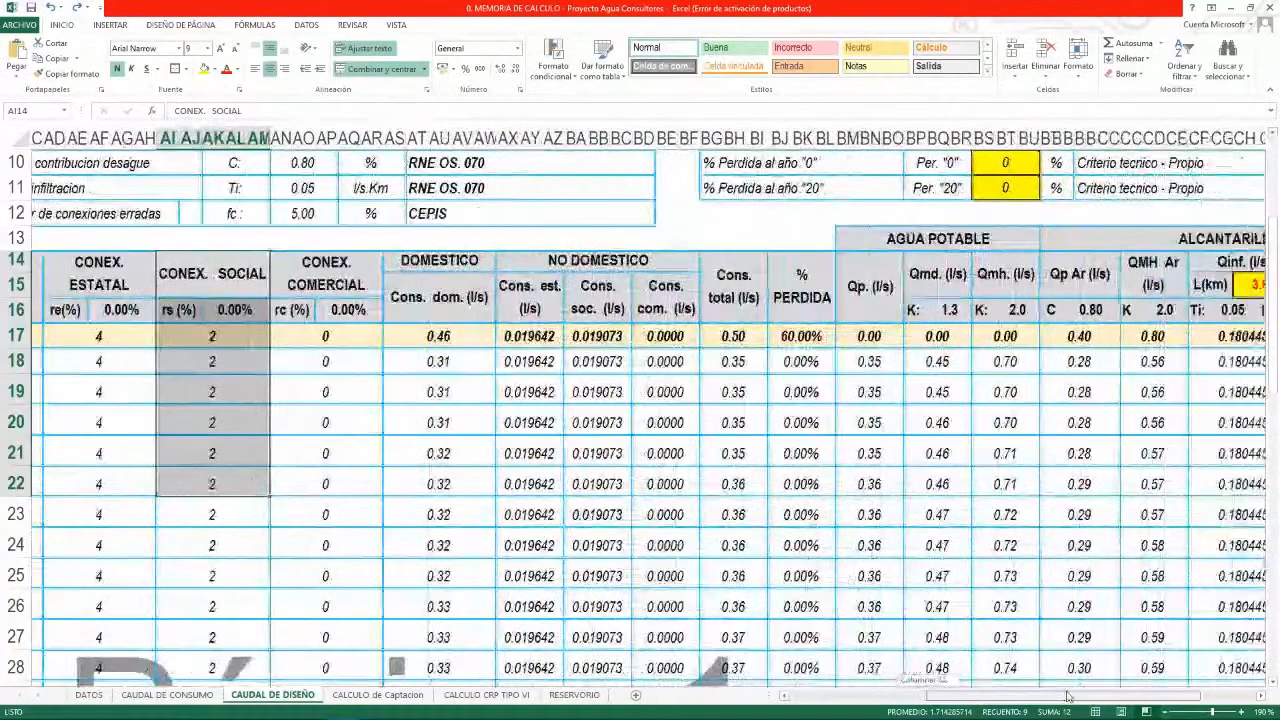 0. MEMORIA DE CALCULO - Proyecto Agua Consultores - Excel (Error de activación de productos)
ARCHIVO INICIO INSERTAR DISEÑO DE PÁGINA FÓRMULAS DATOS REVISAR VISTA Cuenta Microsoft
Pegar Cortar Copiar Copiar formato Portapapeles
Arial Narrow 9 N K S Fuente
Ajustar texto Combinar y centrar Alineación
General % 000 Número
Formato condicional Dar formato como tabla
Normal Buena Incorrecto Neutral Cálculo
Celda de com... Celda vinculada Entrada Notas Salida
Estilos
Insertar Eliminar Formato Celdas
Autosuma Rellenar Borrar Ordenar y filtrar Buscar y seleccionar Modificar
AI14 CONEX. SOCIAL
10 contribucion desague C: 0.80 % RNE OS. 070 % Perdida al año "0" Per. "0" 0 % Criterio tecnico - Propio
11 infiltracion Ti: 0.05 l/s.Km RNE OS. 070 % Perdida al año "20" Per. "20" 0 % Criterio tecnico - Propio
12 r de conexiones erradas fc : 5.00 % CEPIS
13 AGUA POTABLE ALCANTARILL
14 CONEX. ESTATAL CONEX. SOCIAL CONEX. COMERCIAL DOMESTICO NO DOMESTICO Cons. total (l/s) % PERDIDA Qp. (l/s) Qmd. (l/s) Qmh. (l/s) Qp Ar (l/s) QMH Ar (l/s) Qinf. (l/s)
15 Cons. dom. (l/s) Cons. est. (l/s) Cons. soc. (l/s) Cons. com. (l/s) L(km)
16 re(%) 0.00% rs (%) 0.00% rc (%) 0.00% K: 1.3 K: 2.0 C 0.80 K 2.0 Ti: 0.05
17 4 2 0 0.46 0.019642 0.019073 0.0000 0.50 60.00% 0.00 0.00 0.00 0.40 0.80 0.180445
18 4 2 0 0.31 0.019642 0.019073 0.0000 0.35 0.00% 0.35 0.45 0.70 0.28 0.56 0.180445
19 4 2 0 0.31 0.019642 0.019073 0.0000 0.35 0.00% 0.35 0.45 0.70 0.28 0.56 0.180445
20 4 2 0 0.31 0.019642 0.019073 0.0000 0.35 0.00% 0.35 0.46 0.70 0.28 0.56 0.180445
21 4 2 0 0.32 0.019642 0.019073 0.0000 0.35 0.00% 0.35 0.46 0.71 0.28 0.57 0.180445
22 4 2 0 0.32 0.019642 0.019073 0.0000 0.36 0.00% 0.36 0.46 0.71 0.29 0.57 0.180445
23 4 2 0 0.32 0.019642 0.019073 0.0000 0.36 0.00% 0.36 0.47 0.72 0.29 0.57 0.180445
24 4 2 0 0.32 0.019642 0.019073 0.0000 0.36 0.00% 0.36 0.47 0.72 0.29 0.58 0.180445
25 4 2 0 0.32 0.019642 0.019073 0.0000 0.36 0.00% 0.36 0.47 0.73 0.29 0.58 0.180445
26 4 2 0 0.33 0.019642 0.019073 0.0000 0.36 0.00% 0.36 0.47 0.73 0.29 0.58 0.180445
27 4 2 0 0.33 0.019642 0.019073 0.0000 0.37 0.00% 0.37 0.48 0.73 0.29 0.59 0.180445
28 4 2 0 0.33 0.019642 0.019073 0.0000 0.37 0.00% 0.37 0.48 0.74 0.30 0.59 0.180445
DATOS CAUDAL DE CONSUMO CAUDAL DE DISEÑO CALCULO de Captacion CALCULO CRP TIPO VI RESERVORIO
LISTO PROMEDIO: 1.714285714 RECUENTO: 9 SUMA: 12 190 %